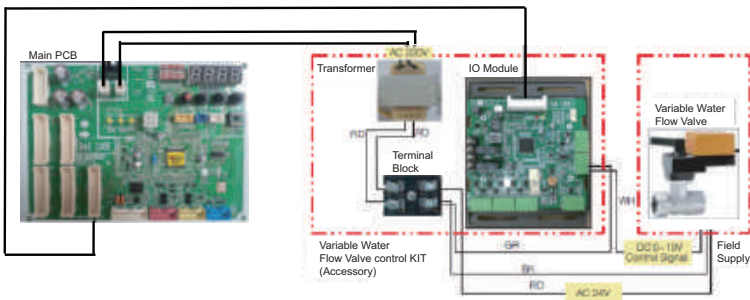 Main PCB
AC 200V
Transformer
IO Module
Variable Water
Flow Valve
RD
RD
Terminal
Block
WH
GR
Variable Water
Flow Valve control KIT
(Accessory)
DC 0~10V
Control Signal
Field
Supply
BK
RD
AC 24V